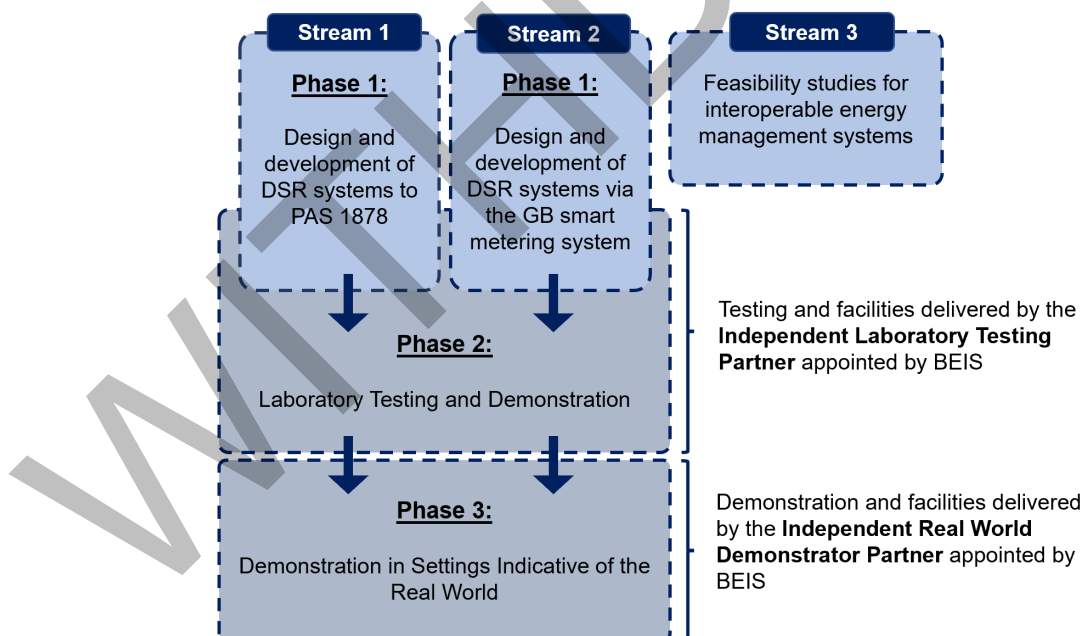 Stream 1
Stream 2
Stream 3
Phase 1:
Design and
development of
DSR systems to
PAS 1878
Phase 1:
Design and
development of
DSR systems via
the GB smart
metering system
Feasibility studies for
interoperable energy
management systems
Phase 2:
Laboratory Testing and Demonstration
Testing and facilities delivered by the
Independent Laboratory Testing
Partner appointed by BEIS
Phase 3:
Demonstration in Settings Indicative of the
Real World
Demonstration and facilities delivered
by the Independent Real World
Demonstrator Partner appointed by
BEIS